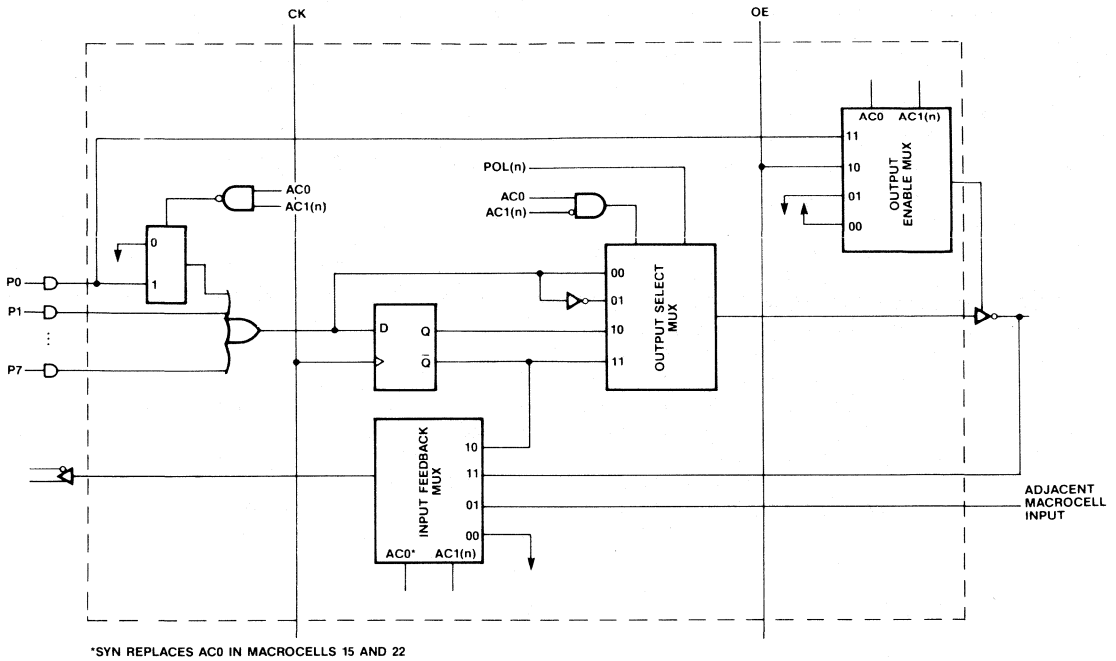 CK
OE
AC0 AC1(n)
11
10
01
00
OUTPUT
ENABLE MUX
POL(n)
AC0
AC1(n)
AC0
AC1(n)
0
1
P0
P1
⋮
P7
D Q
Q̅
00
01
10
11
OUTPUT SELECT
MUX
INPUT FEEDBACK
MUX
10
11
01
00
AC0* AC1(n)
ADJACENT
MACROCELL
INPUT
*SYN REPLACES AC0 IN MACROCELLS 15 AND 22